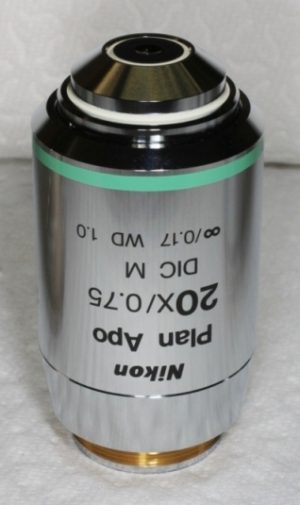 Nikon
Plan Apo
20X/0.75
DIC M
∞/0.17 WD 1.0